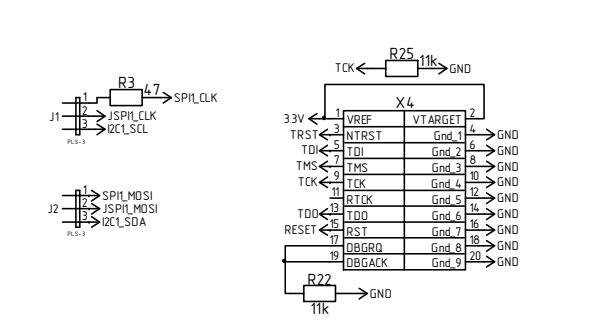 R25
TCK 11k GND
R3
47 SPI1_CLK
J1 1
2 JSPI1_CLK
3 I2C1_SCL
PLS-3
J2 1 SPI1_MOSI
2 JSPI1_MOSI
3 I2C1_SDA
PLS-3
X4
3.3V 1 VREF VTARGET 2
TRST 3 NTRST Gnd_1 4 GND
TDI 5 TDI Gnd_2 6 GND
TMS 7 TMS Gnd_3 8 GND
TCK 9 TCK Gnd_4 10 GND
11 RTCK Gnd_5 12 GND
TDO 13 TDO Gnd_6 14 GND
RESET 15 RST Gnd_7 16 GND
17 DBGRQ Gnd_8 18 GND
19 DBGACK Gnd_9 20 GND
R22
GND
11k